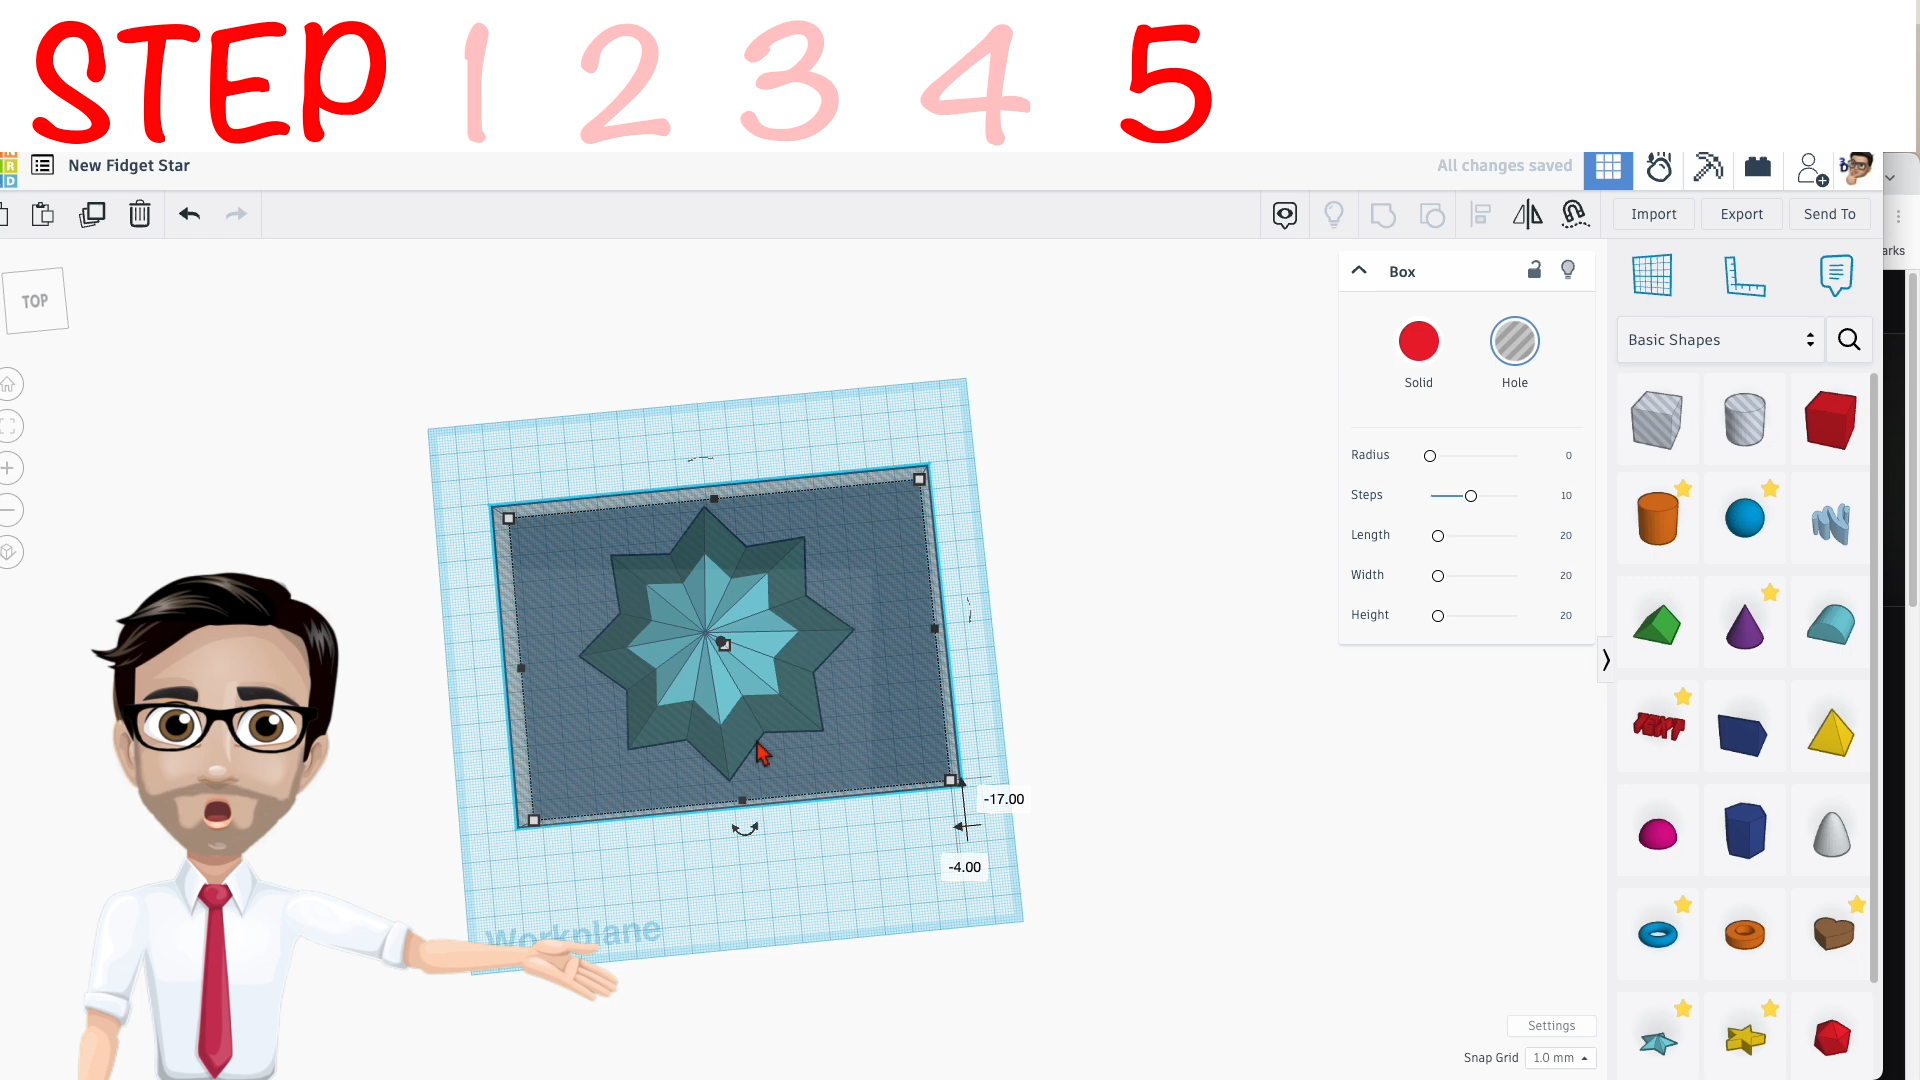 STEP 1 2 3 4 5
New Fidget Star
All changes saved
Import
Export
Send To
arks
TOP
Box
Solid
Hole
Radius 0
Steps 10
Length 20
Width 20
Height 20
Basic Shapes
TEXT
-17.00
-4.00
Workplane
Settings
Snap Grid 1.0 mm